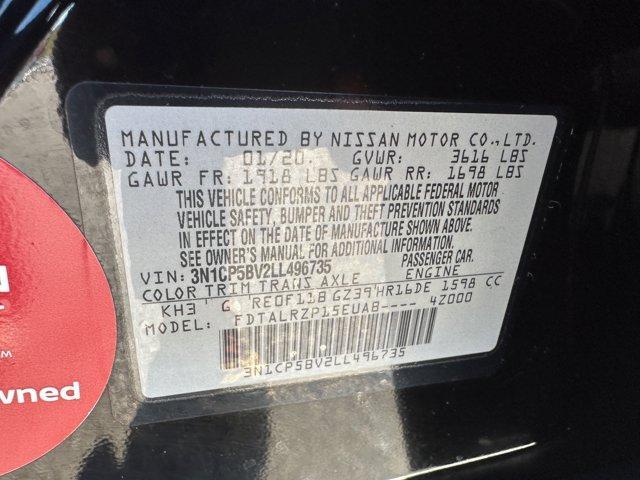 MANUFACTURED BY NISSAN MOTOR CO.,LTD.
DATE: 01/20. GVWR: 3616 LBS
GAWR FR: 1918 LBS GAWR RR: 1698 LBS
THIS VEHICLE CONFORMS TO ALL APPLICABLE FEDERAL MOTOR
VEHICLE SAFETY, BUMPER AND THEFT PREVENTION STANDARDS
IN EFFECT ON THE DATE OF MANUFACTURE SHOWN ABOVE.
SEE OWNER'S MANUAL FOR ADDITIONAL INFORMATION.
VIN: 3N1CP5BV2LL496735 PASSENGER CAR
COLOR TRIM TRANS AXLE ENGINE
KH3 G RE0F11B GZ39 HR16DE 1598 CC
MODEL: FDTALRZP15EUAB---- 42000
3N1CP5BV2LL496735
TM
wned